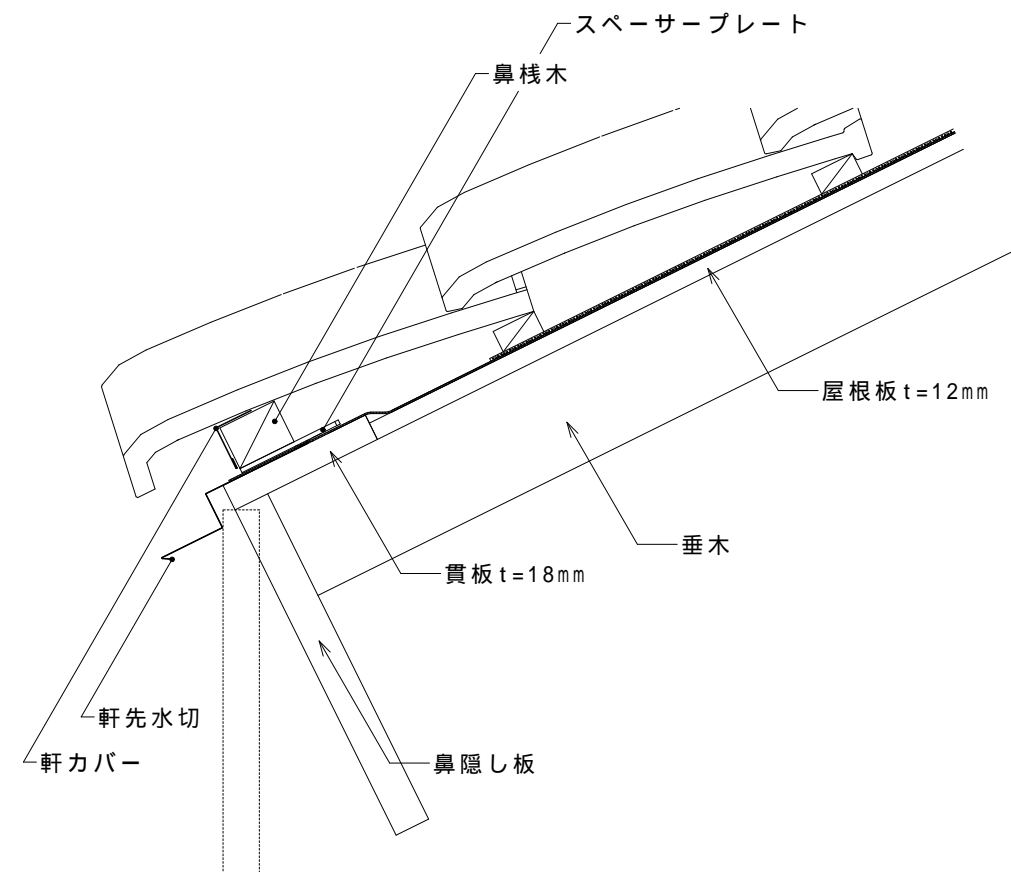 スペーサープレート
鼻桟木
屋根板t=12㎜
垂木
貫板t=18㎜
軒先水切
軒カバー
鼻隠し板